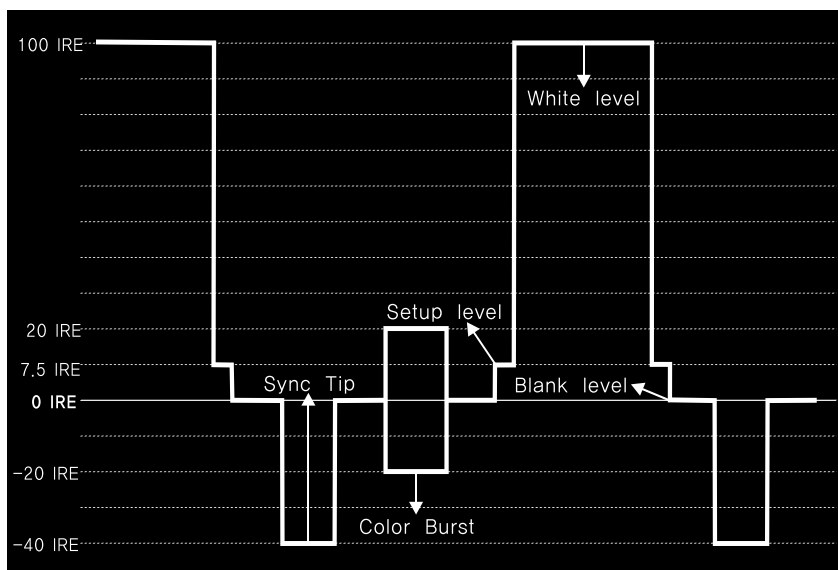 100 IRE
White level
Setup level
20 IRE
7.5 IRE
Sync Tip
Blank level
0 IRE
-20 IRE
Color Burst
-40 IRE